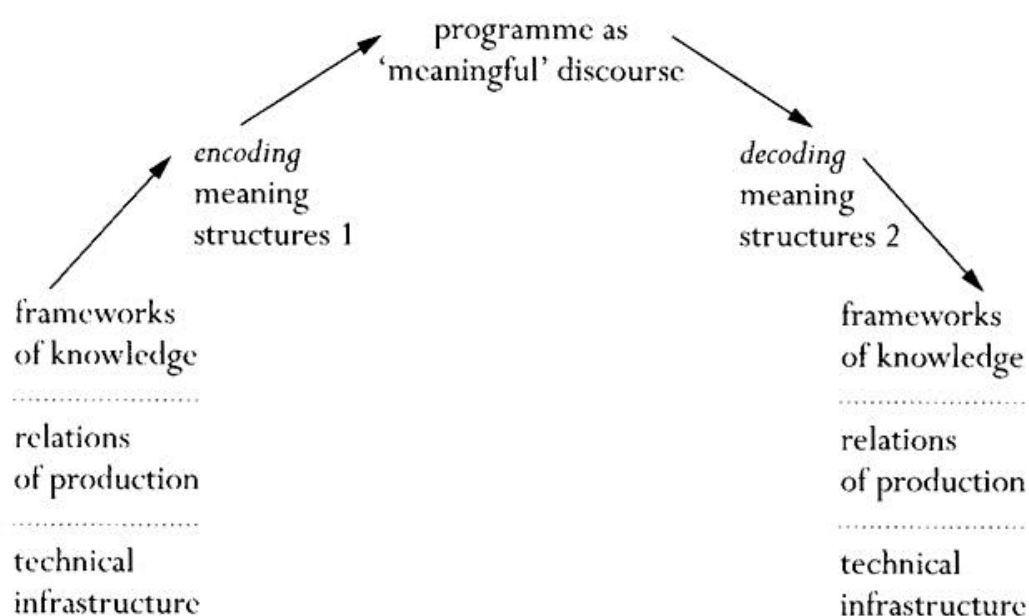 programme as
‘meaningful’ discourse
encoding
meaning
structures 1
decoding
meaning
structures 2
frameworks
of knowledge
relations
of production
technical
infrastructure
frameworks
of knowledge
relations
of production
technical
infrastructure